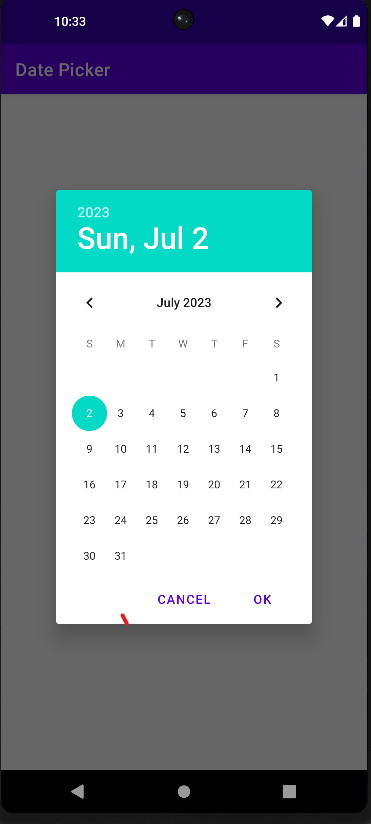 10:33
Date Picker
2023
Sun, Jul 2
July 2023
S M T W T F S
1
2 3 4 5 6 7 8
9 10 11 12 13 14 15
16 17 18 19 20 21 22
23 24 25 26 27 28 29
30 31
CANCEL OK